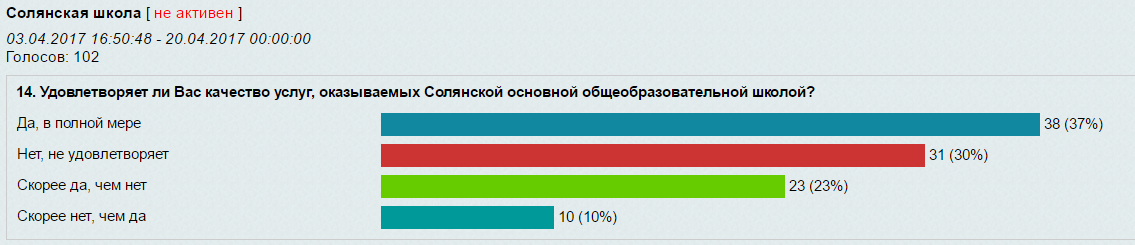 Солянская школа [ не активен ]
03.04.2017 16:50:48 - 20.04.2017 00:00:00
Голосов: 102
14. Удовлетворяет ли Вас качество услуг, оказываемых Солянской основной общеобразовательной школой?
Да, в полной мере 38 (37%)
Нет, не удовлетворяет 31 (30%)
Скорее да, чем нет 23 (23%)
Скорее нет, чем да 10 (10%)